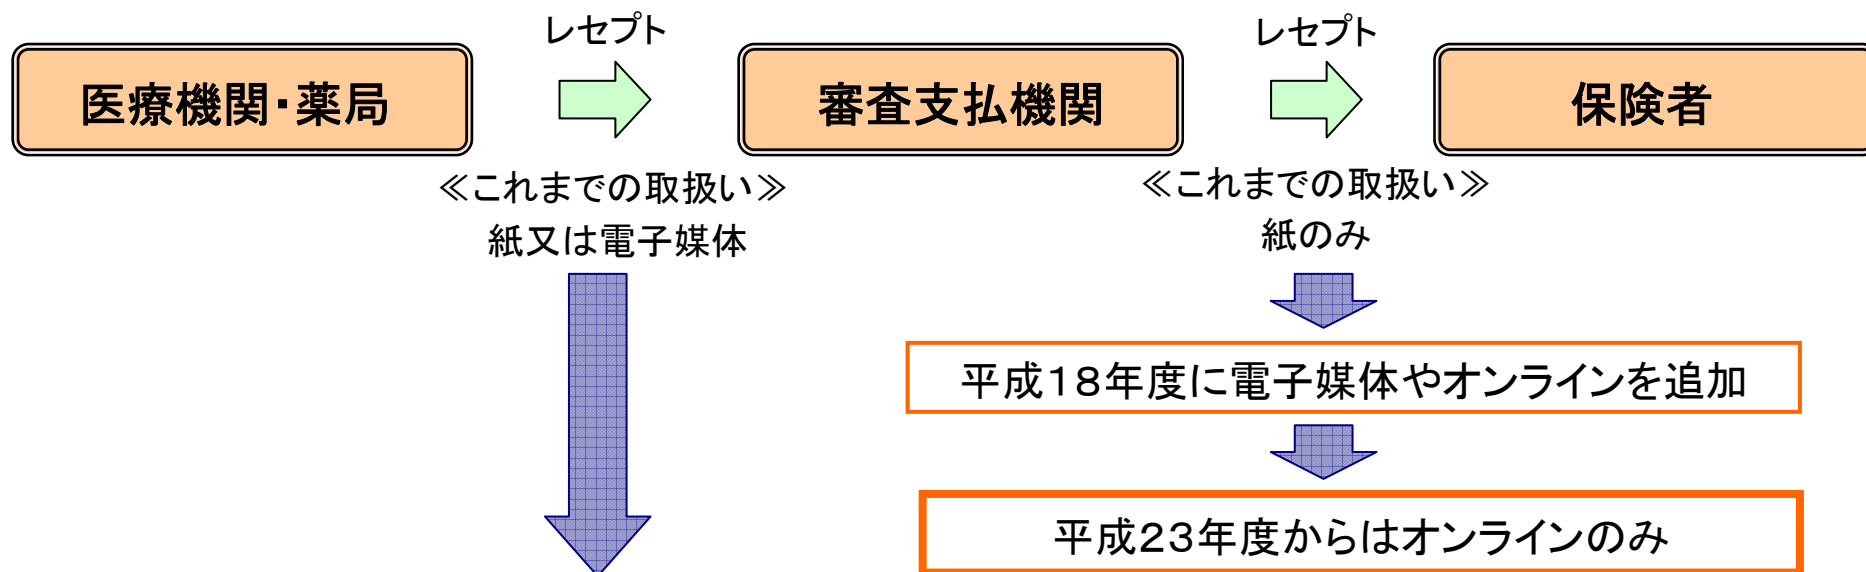 レセプト
レセプト
医療機関・薬局
審査支払機関
保険者
≪これまでの取扱い≫
紙又は電子媒体
≪これまでの取扱い≫
紙のみ
平成18年度に電子媒体やオンラインを追加
平成23年度からはオンラインのみ